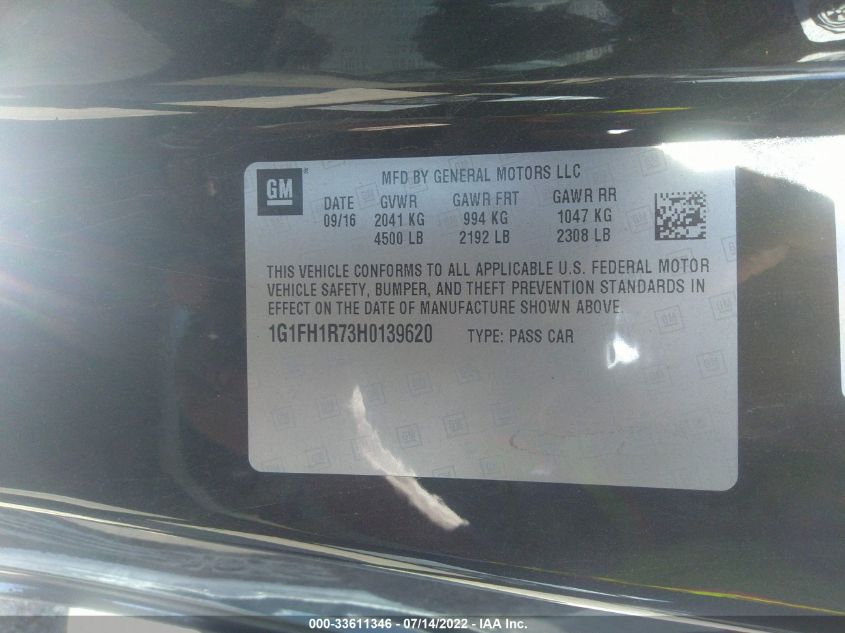 GM
MFD BY GENERAL MOTORS LLC
DATE GVWR GAWR FRT GAWR RR
09/16 2041 KG 994 KG 1047 KG
4500 LB 2192 LB 2308 LB
THIS VEHICLE CONFORMS TO ALL APPLICABLE U.S. FEDERAL MOTOR
VEHICLE SAFETY, BUMPER, AND THEFT PREVENTION STANDARDS IN
EFFECT ON THE DATE OF MANUFACTURE SHOWN ABOVE.
1G1FH1R73H0139620 TYPE: PASS CAR
000-33611346 - 07/14/2022 - IAA Inc.